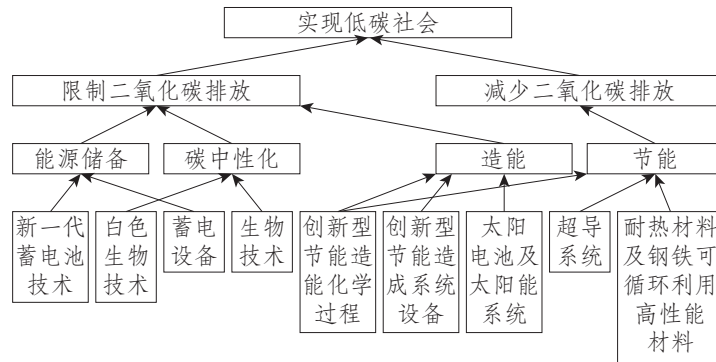 实现低碳社会
限制二氧化碳排放
减少二氧化碳排放
能源储备
碳中性化
造能
节能
新一代
蓄电池
技术
白色
生物
技术
蓄电
设备
生物
技术
创新型
节能造
能化学
过程
创新型
节能造
成系统
设备
太阳
电池及
太阳能
系统
超导
系统
耐热材料
及钢铁可
循环利用
高性能
材料